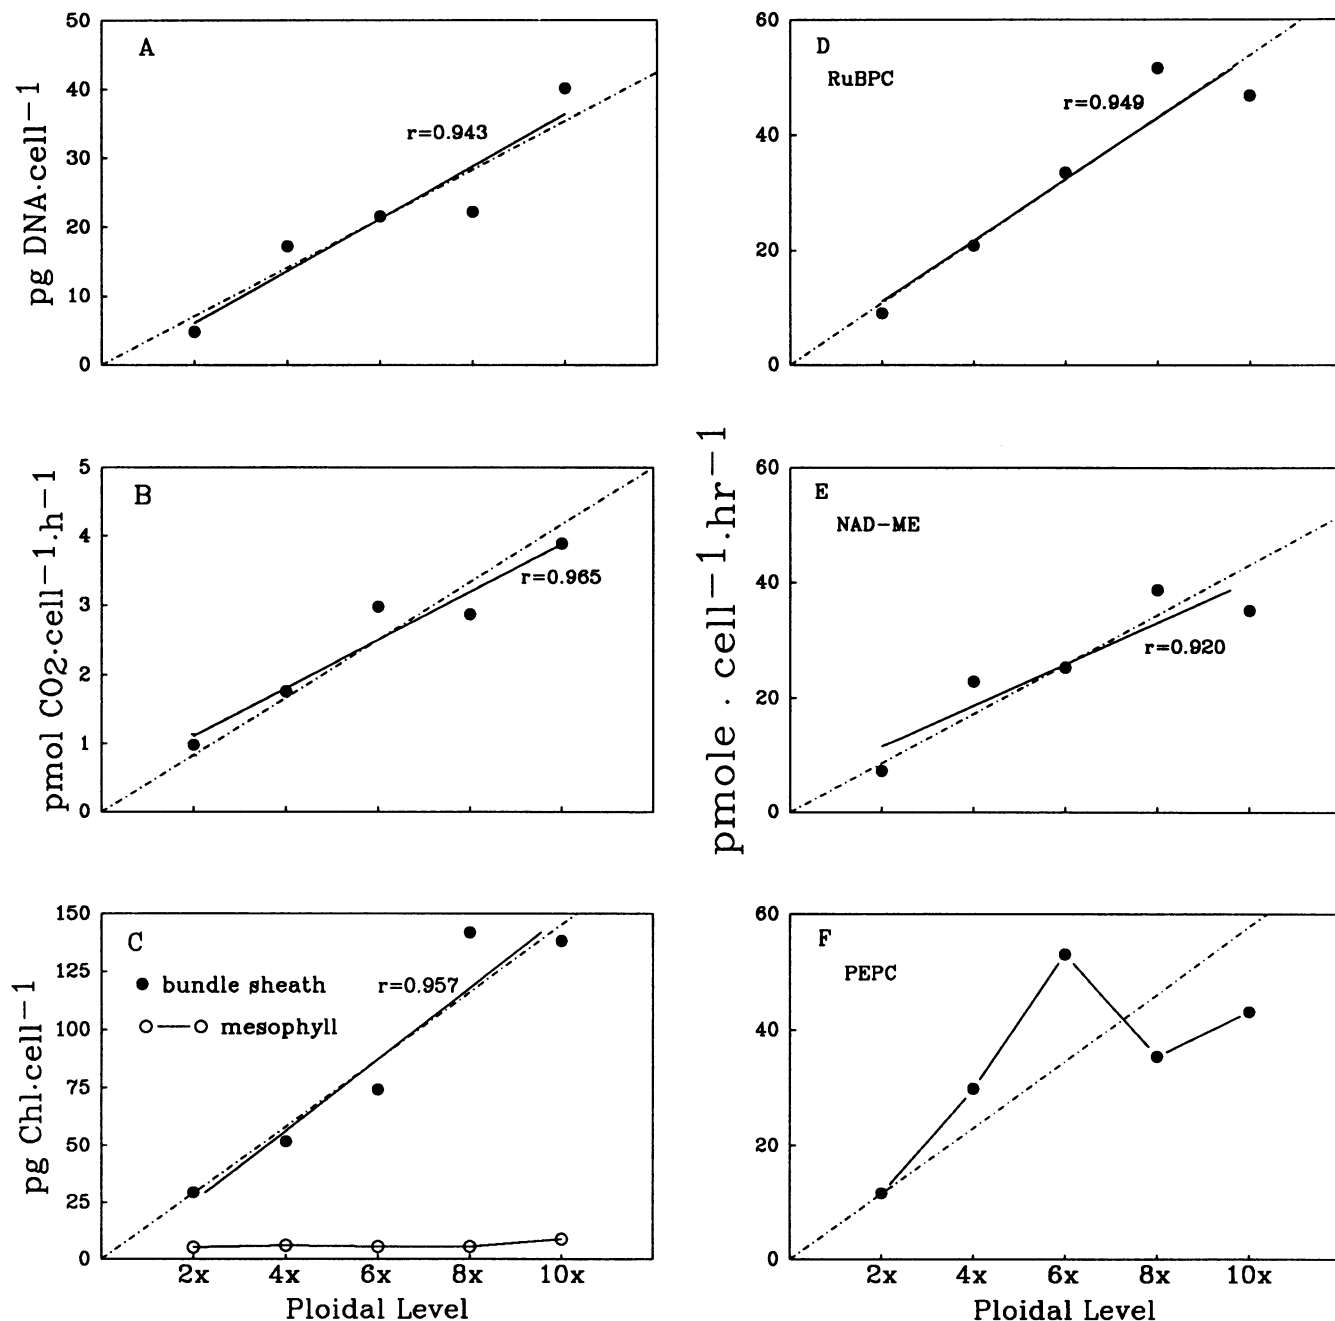 A
pg DNA·cell−1
50
40
30
20
10
0
r=0.943
B
pmol CO2·cell−1.h−1
5
4
3
2
1
0
r=0.965
C
pg Chl·cell−1
150
125
100
75
50
25
0
bundle sheath
mesophyll
r=0.957
2x 4x 6x 8x 10x
Ploidal Level
pmole . cell−1.hr−1
D
RuBPC
60
40
20
0
r=0.949
E
NAD-ME
60
40
20
0
r=0.920
F
PEPC
60
40
20
0
2x 4x 6x 8x 10x
Ploidal Level